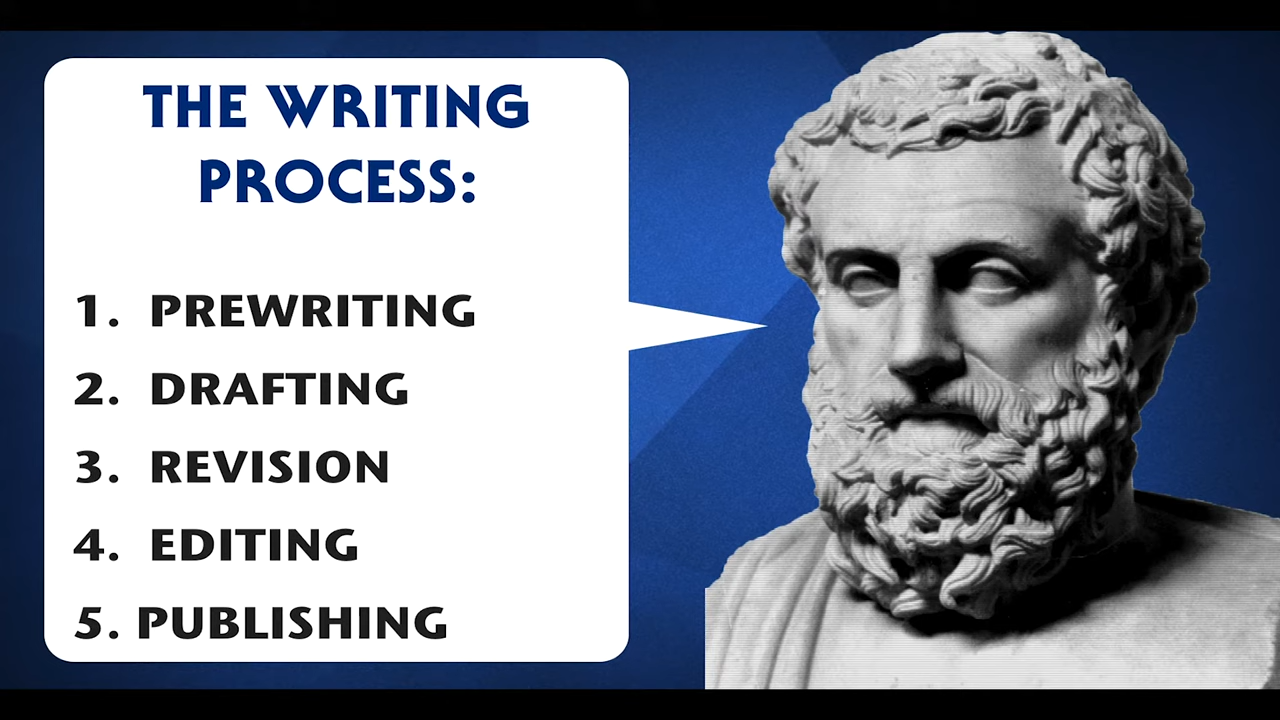 THE WRITING
PROCESS:
1. PREWRITING
2. DRAFTING
3. REVISION
4. EDITING
5. PUBLISHING